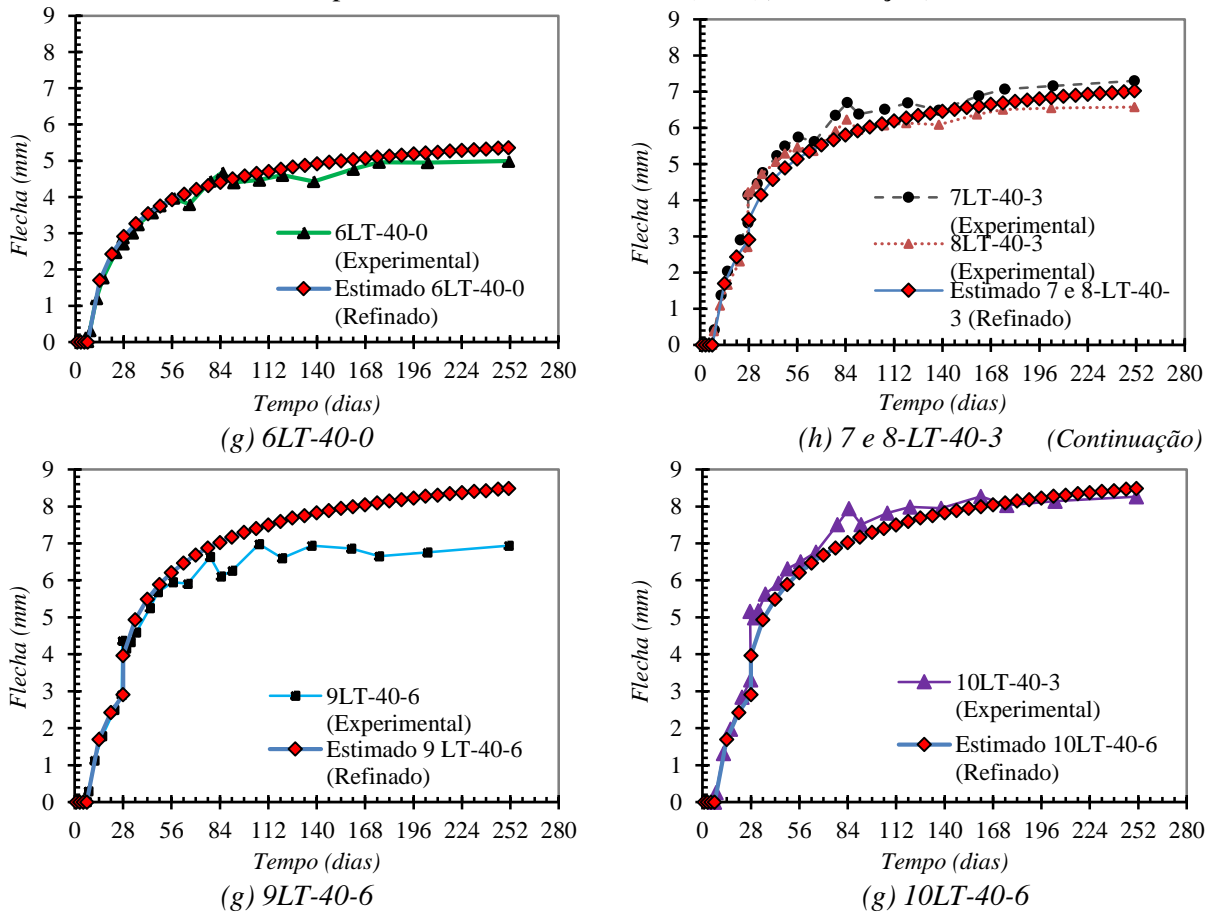 9
8
7
6
5
4
3
2
1
0
Flecha (mm)
6LT-40-0
(Experimental)
Estimado 6LT-40-0
(Refinado)
0 28 56 84 112 140 168 196 224 252 280
Tempo (dias)
(g) 6LT-40-0
9
8
7
6
5
4
3
2
1
0
Flecha (mm)
7LT-40-3
(Experimental)
8LT-40-3
(Experimental)
Estimado 7 e 8-LT-40-
3 (Refinado)
0 28 56 84 112 140 168 196 224 252 280
Tempo (dias)
(h) 7 e 8-LT-40-3 (Continuação)
9
8
7
6
5
4
3
2
1
0
Flecha (mm)
9LT-40-6
(Experimental)
Estimado 9 LT-40-6
(Refinado)
0 28 56 84 112 140 168 196 224 252 280
Tempo (dias)
(g) 9LT-40-6
9
8
7
6
5
4
3
2
1
0
Flecha (mm)
10LT-40-3
(Experimental)
Estimado 10LT-40-6
(Refinado)
0 28 56 84 112 140 168 196 224 252 280
Tempo (dias)
(g) 10LT-40-6